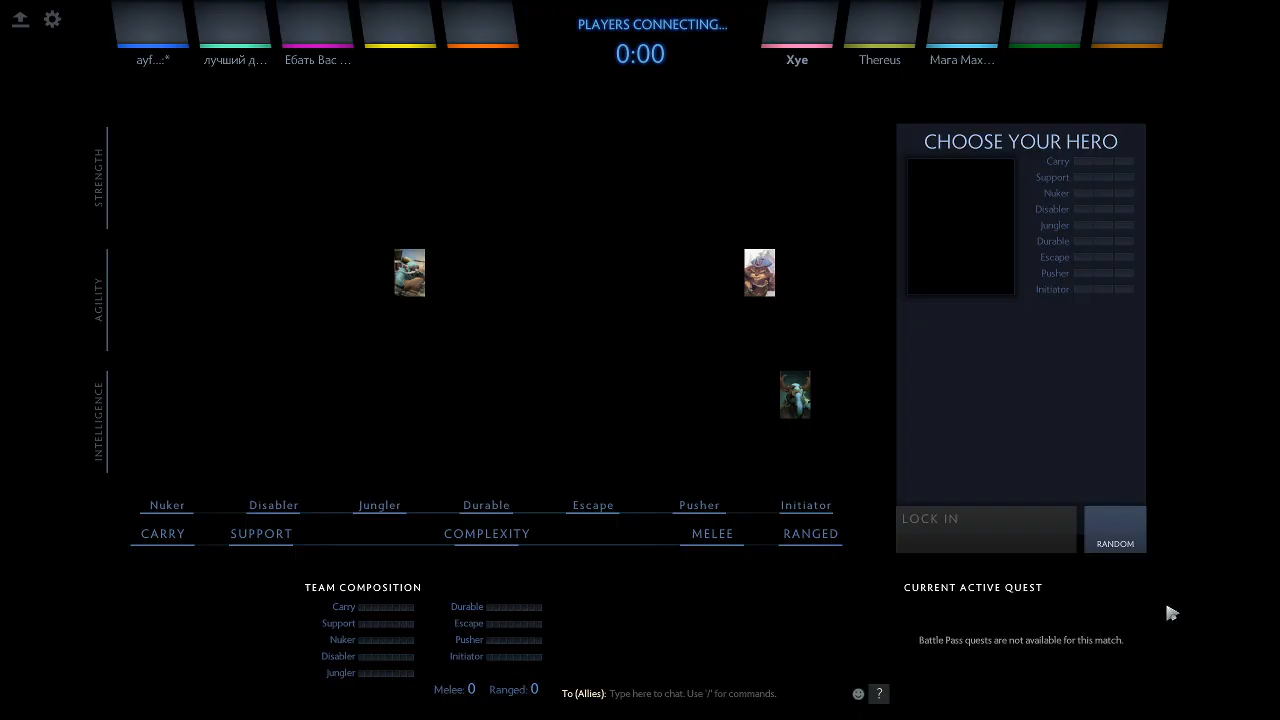 PLAYERS CONNECTING...
0:00
ayf...:*
лучший д...
Ебать Вас ...
Xye
Thereus
Мага Мах...
STRENGTH
AGILITY
INTELLIGENCE
CHOOSE YOUR HERO
Carry
Support
Nuker
Disabler
Jungler
Durable
Escape
Pusher
Initiator
Nuker Disabler Jungler Durable Escape Pusher Initiator
CARRY SUPPORT COMPLEXITY MELEE RANGED
LOCK IN
RANDOM
TEAM COMPOSITION
Carry Durable
Support Escape
Nuker Pusher
Disabler Initiator
Jungler
Melee: 0 Ranged: 0
CURRENT ACTIVE QUEST
Battle Pass quests are not available for this match.
To (Allies): Type here to chat. Use '/' for commands.
?